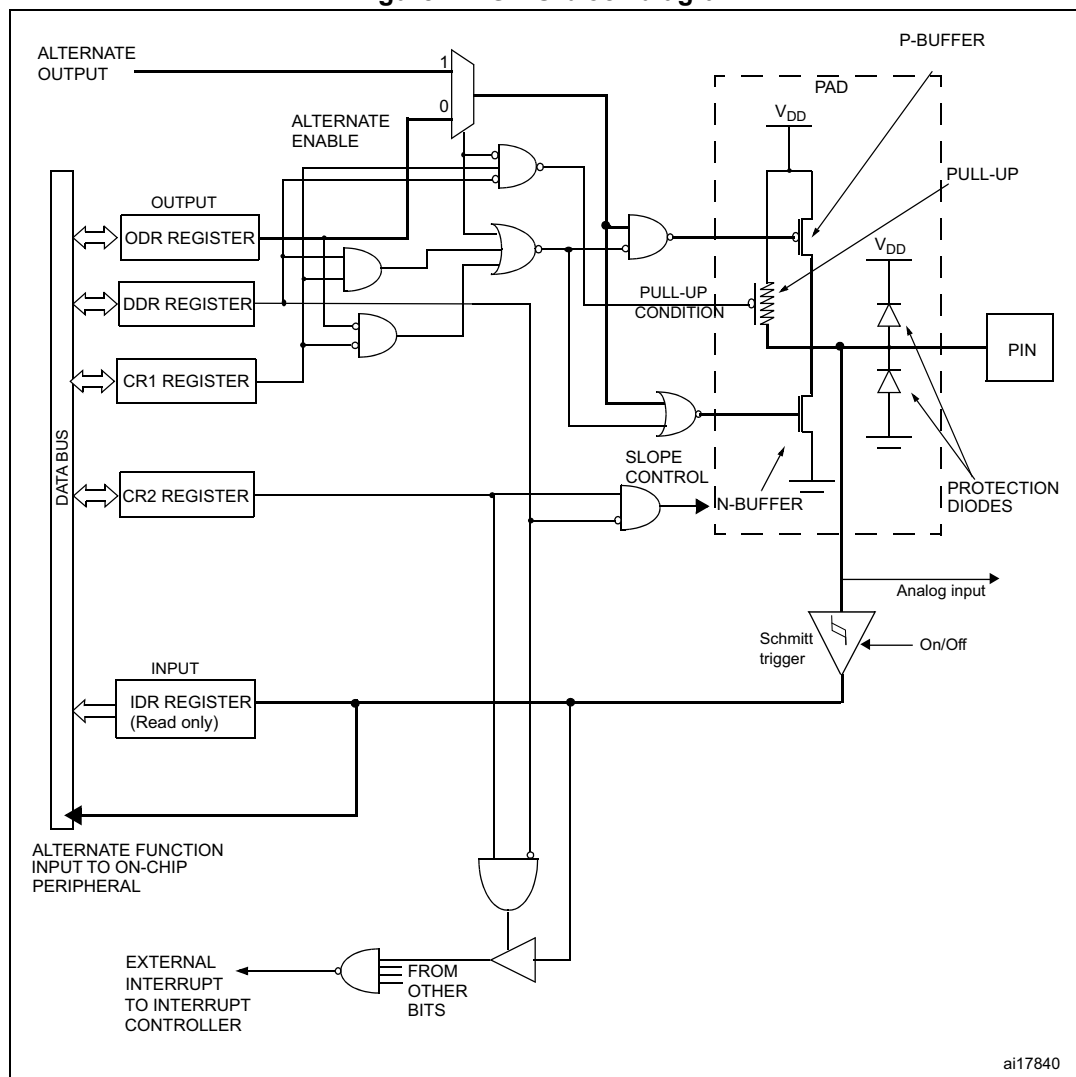 ALTERNATE
OUTPUT
1
0
ALTERNATE
ENABLE
P-BUFFER
PAD
VDD
PULL-UP
OUTPUT
ODR REGISTER
DDR REGISTER
CR1 REGISTER
CR2 REGISTER
DATA BUS
PULL-UP
CONDITION
VDD
PIN
SLOPE
CONTROL
N-BUFFER
PROTECTION
DIODES
Analog input
Schmitt
trigger
On/Off
INPUT
IDR REGISTER
(Read only)
ALTERNATE FUNCTION
INPUT TO ON-CHIP
PERIPHERAL
EXTERNAL
INTERRUPT
TO INTERRUPT
CONTROLLER
FROM
OTHER
BITS
ai17840